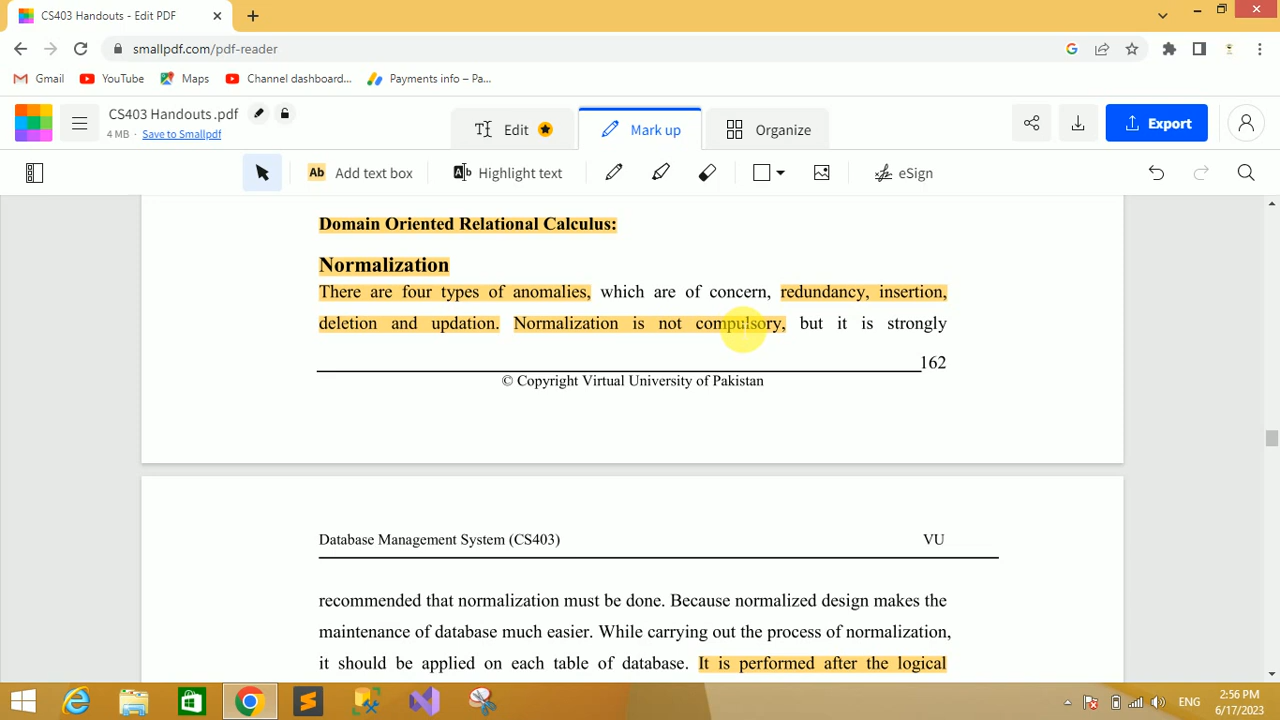 CS403 Handouts - Edit PDF
smallpdf.com/pdf-reader
Gmail YouTube Maps Channel dashboard... Payments info – Pa...
CS403 Handouts .pdf
4 MB · Save to Smallpdf
Edit Mark up Organize
Export
Ab Add text box Highlight text eSign
Domain Oriented Relational Calculus:
Normalization
There are four types of anomalies, which are of concern, redundancy, insertion,
deletion and updation. Normalization is not compulsory, but it is strongly
162
© Copyright Virtual University of Pakistan
Database Management System (CS403) VU
recommended that normalization must be done. Because normalized design makes the
maintenance of database much easier. While carrying out the process of normalization,
it should be applied on each table of database. It is performed after the logical
ENG
2:56 PM
6/17/2023